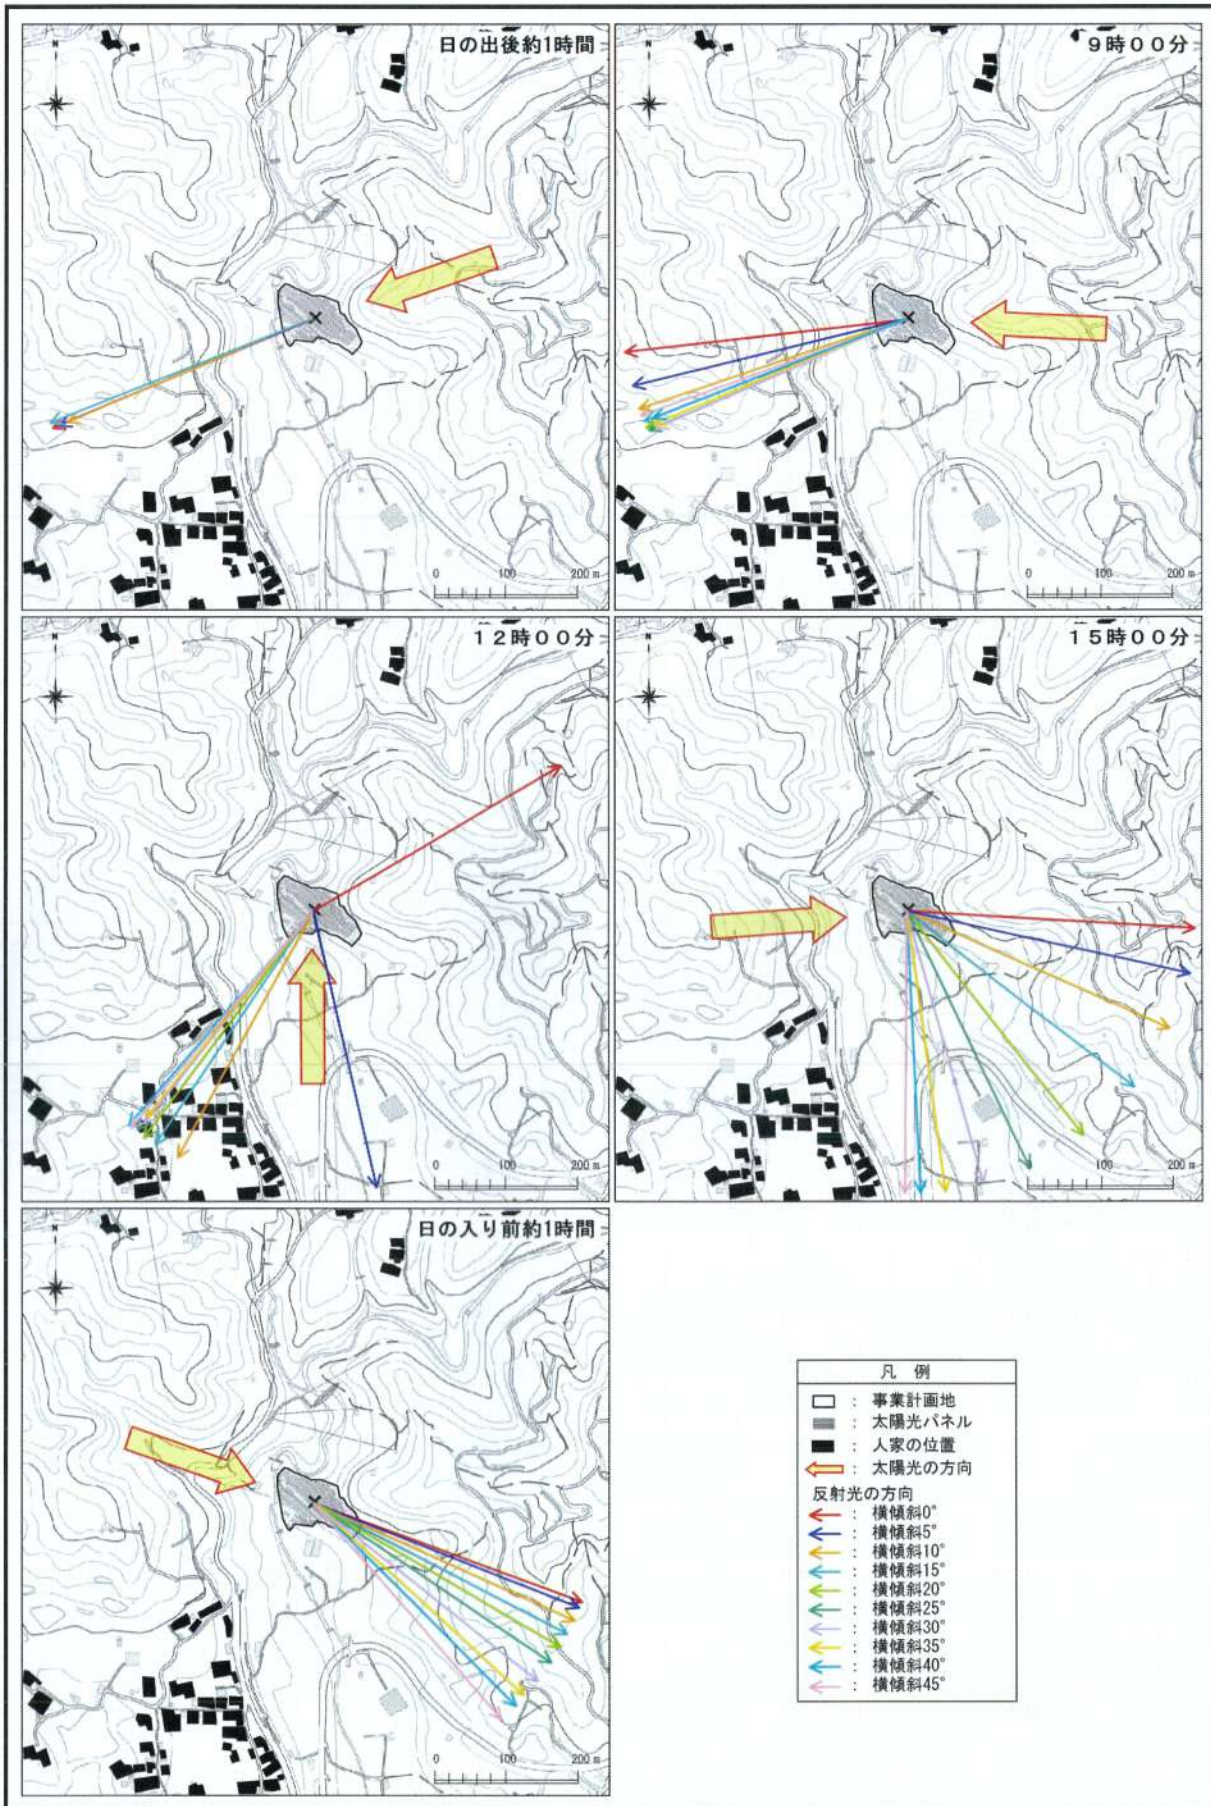 日の出後約1時間
N
0 100 200 m
9時00分
N
0 100 200 m
12時00分
N
0 100 200 m
15時00分
N
0 100 200 m
日の入り前約1時間
N
0 100 200 m
凡 例
: 事業計画地
: 太陽光パネル
: 人家の位置
: 太陽光の方向
反射光の方向
: 横傾斜0°
: 横傾斜5°
: 横傾斜10°
: 横傾斜15°
: 横傾斜20°
: 横傾斜25°
: 横傾斜30°
: 横傾斜35°
: 横傾斜40°
: 横傾斜45°